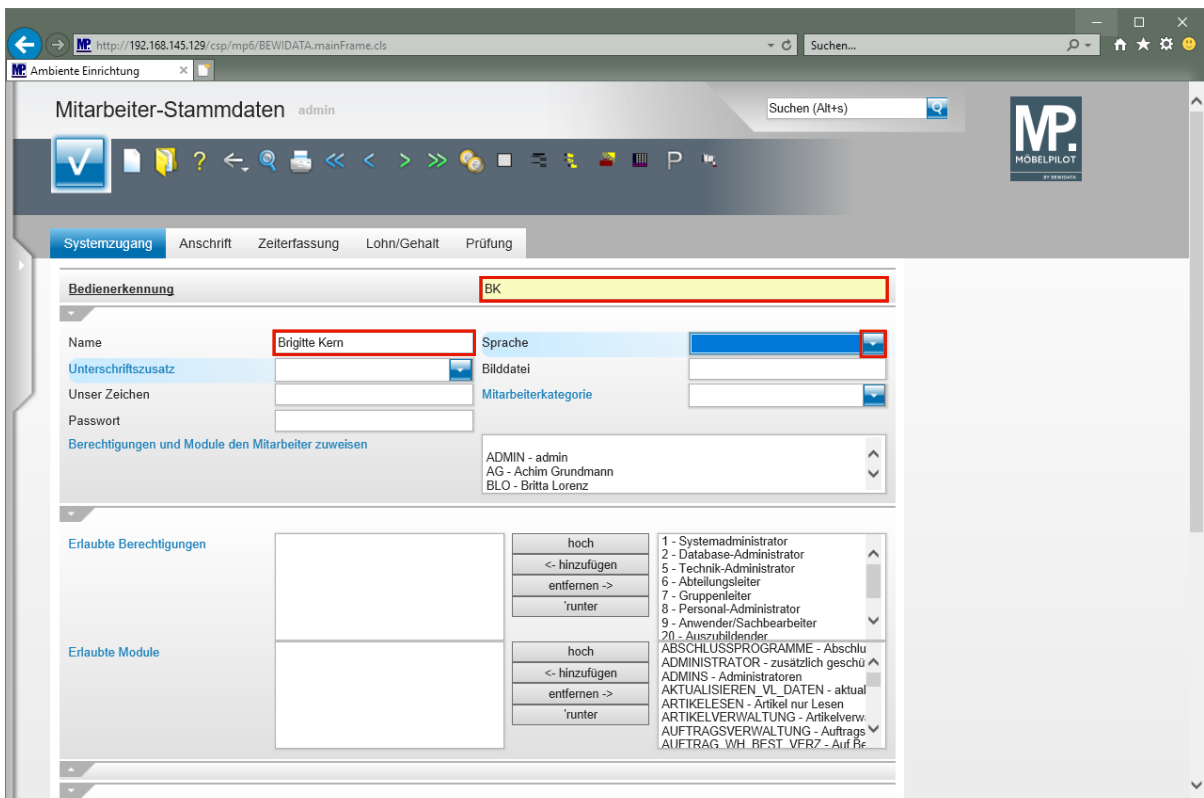 http://192.168.145.129/csp/mp6/BEWIDATA.mainFrame.cls
Suchen...
MP. Ambiente Einrichtung
Mitarbeiter-Stammdaten admin
Suchen (Alt+s)
MP.
MÖBELPILOT
BY BEWIDATA
Systemzugang Anschrift Zeiterfassung Lohn/Gehalt Prüfung
Bedienerkennung BK
Name Brigitte Kern Sprache
Unterschriftszusatz Bilddatei
Unser Zeichen Mitarbeiterkategorie
Passwort
Berechtigungen und Module den Mitarbeiter zuweisen
ADMIN - admin
AG - Achim Grundmann
BLO - Britta Lorenz
Erlaubte Berechtigungen
hoch
<- hinzufügen
entfernen ->
'runter
1 - Systemadministrator
2 - Database-Administrator
5 - Technik-Administrator
6 - Abteilungsleiter
7 - Gruppenleiter
8 - Personal-Administrator
9 - Anwender/Sachbearbeiter
20 - Auszubildender
Erlaubte Module
hoch
<- hinzufügen
entfernen ->
'runter
ABSCHLUSSPROGRAMME - Abschlu
ADMINISTRATOR - zusätzlich geschü
ADMINS - Administratoren
AKTUALISIEREN_VL_DATEN - aktual
ARTIKELESEN - Artikel nur Lesen
ARTIKELVERWALTUNG - Artikelverw
AUFTRAGSVERWALTUNG - Auftrags
AUFTRAG_WH_BEST_VERZ - Auf Be